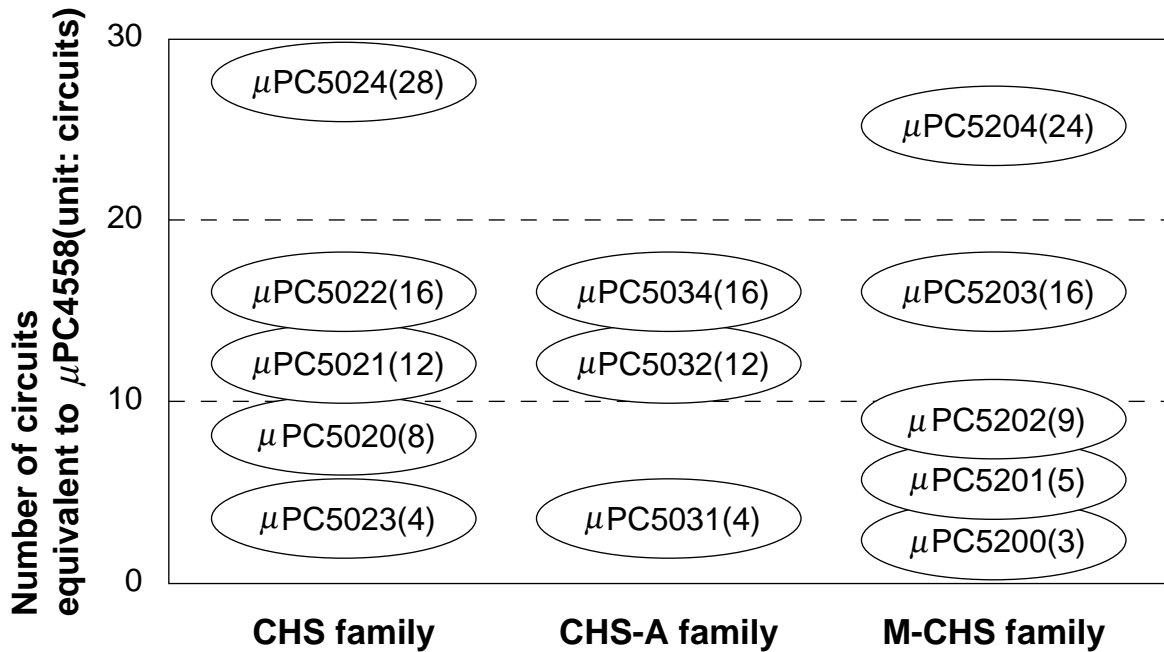 Number of circuits
equivalent to μPC4558(unit: circuits)
30
20
10
0
μPC5024(28)
μPC5022(16)
μPC5021(12)
μPC5020(8)
μPC5023(4)
μPC5034(16)
μPC5032(12)
μPC5031(4)
μPC5204(24)
μPC5203(16)
μPC5202(9)
μPC5201(5)
μPC5200(3)
CHS family
CHS-A family
M-CHS family